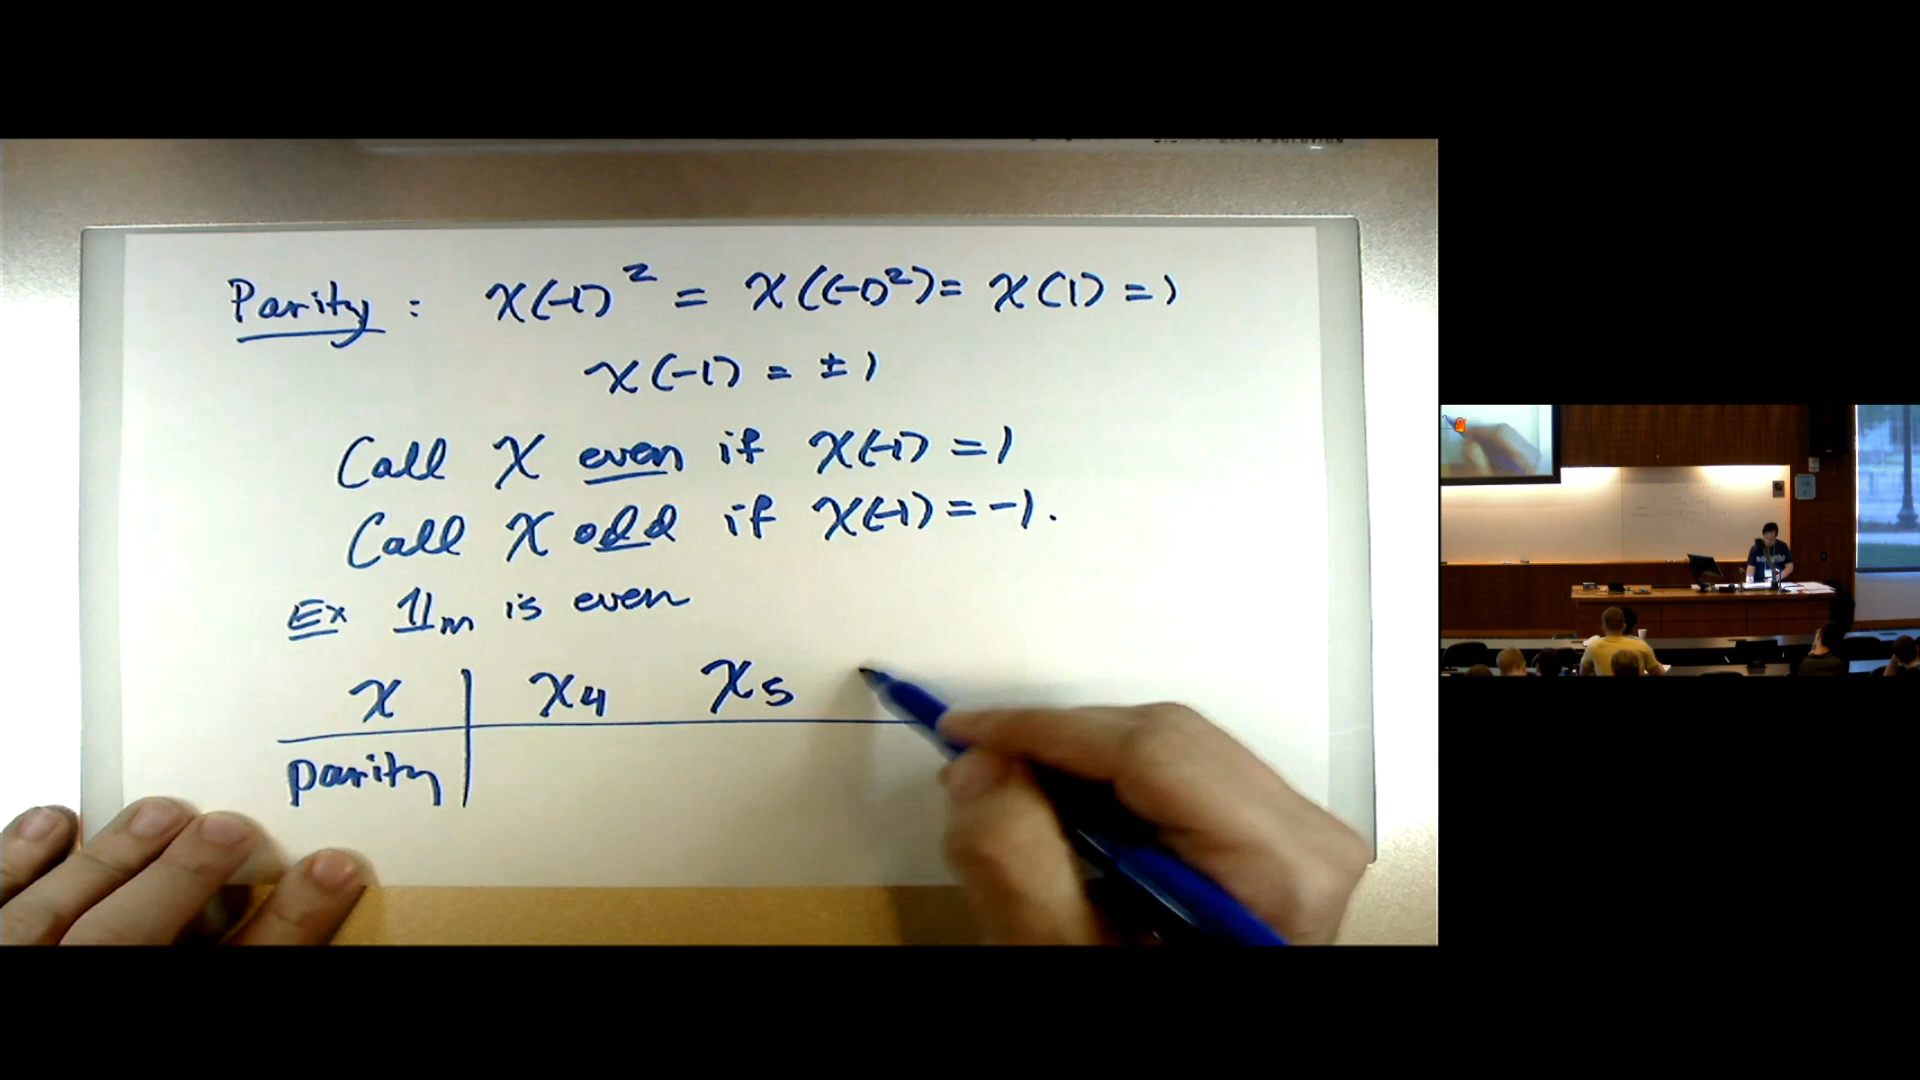 Parity : χ(-1)² = χ((-1)²) = χ(1) = 1
χ(-1) = ±1
Call χ even if χ(-1) = 1
Call χ odd if χ(-1) = -1.
Ex 𝟙m is even
χ | χ4 χ5
parity |